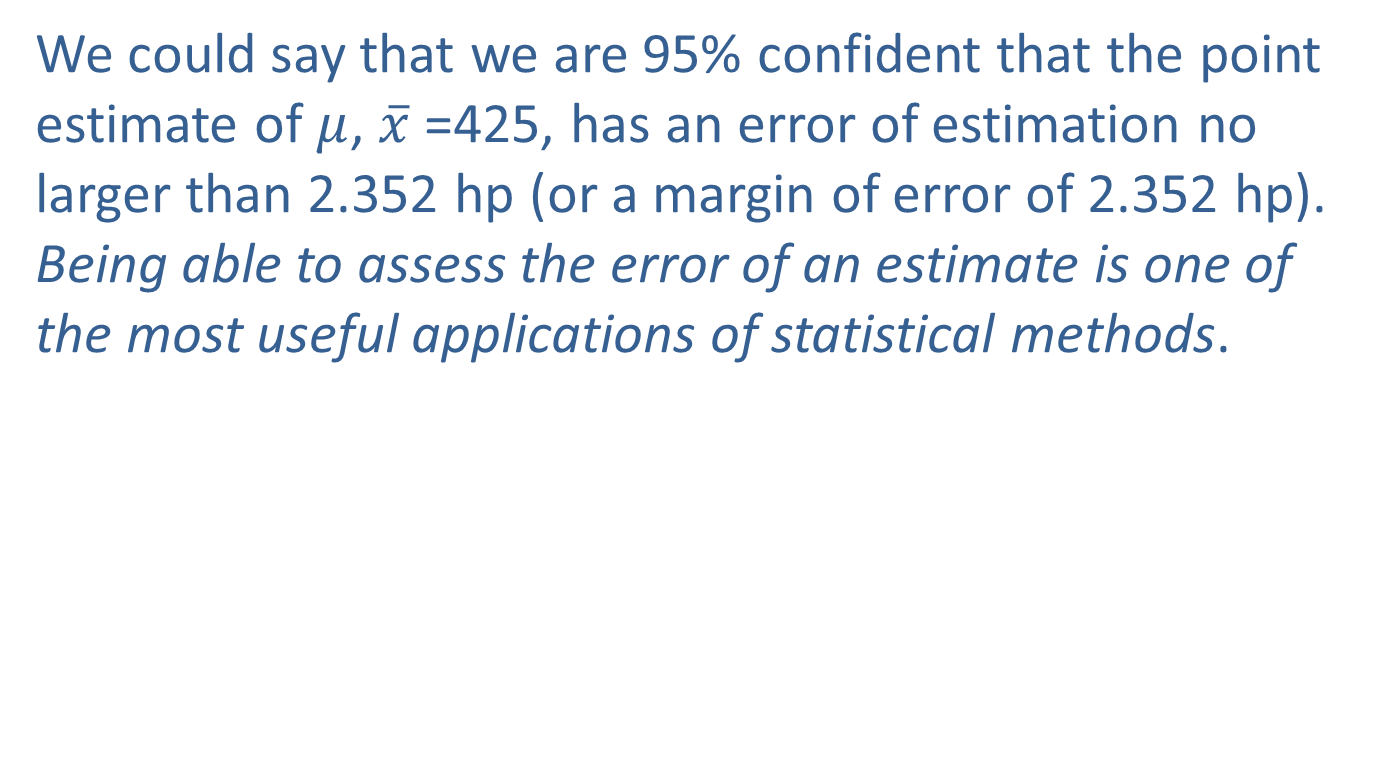 We could say that we are 95% confident that the point
estimate of 𝜇, x̄ =425, has an error of estimation no
larger than 2.352 hp (or a margin of error of 2.352 hp).
Being able to assess the error of an estimate is one of
the most useful applications of statistical methods.